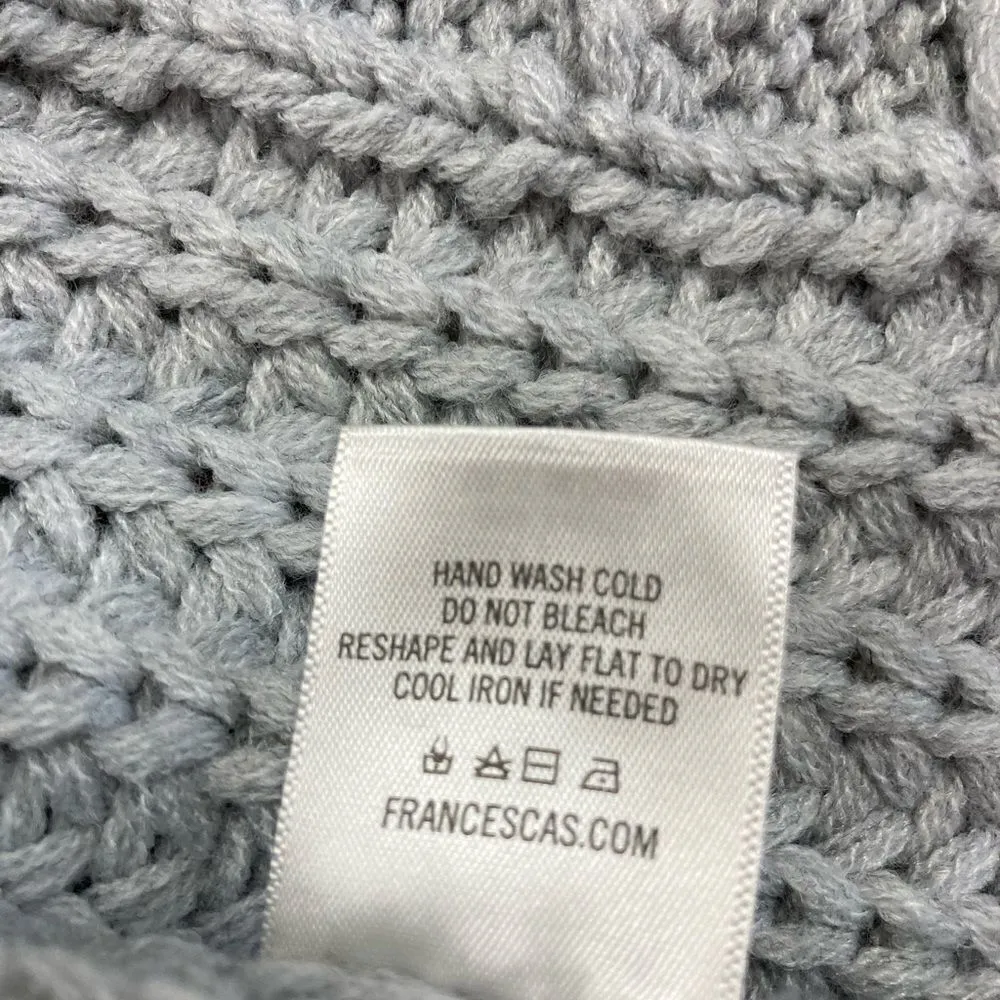 HAND WASH COLD
DO NOT BLEACH
RESHAPE AND LAY FLAT TO DRY
COOL IRON IF NEEDED
FRANCESCAS.COM